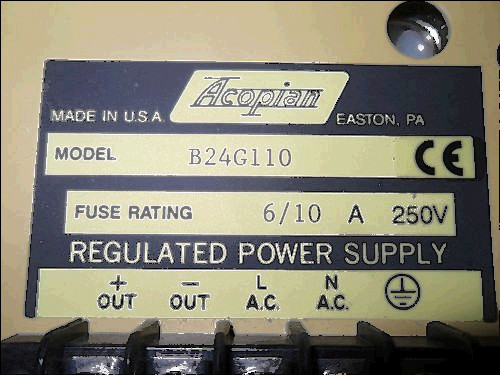 Acopian
MADE IN U.S.A. EASTON, PA
MODEL B24G110 CE
FUSE RATING 6/10 A 250V
REGULATED POWER SUPPLY
+ − L N
OUT OUT A.C. A.C.